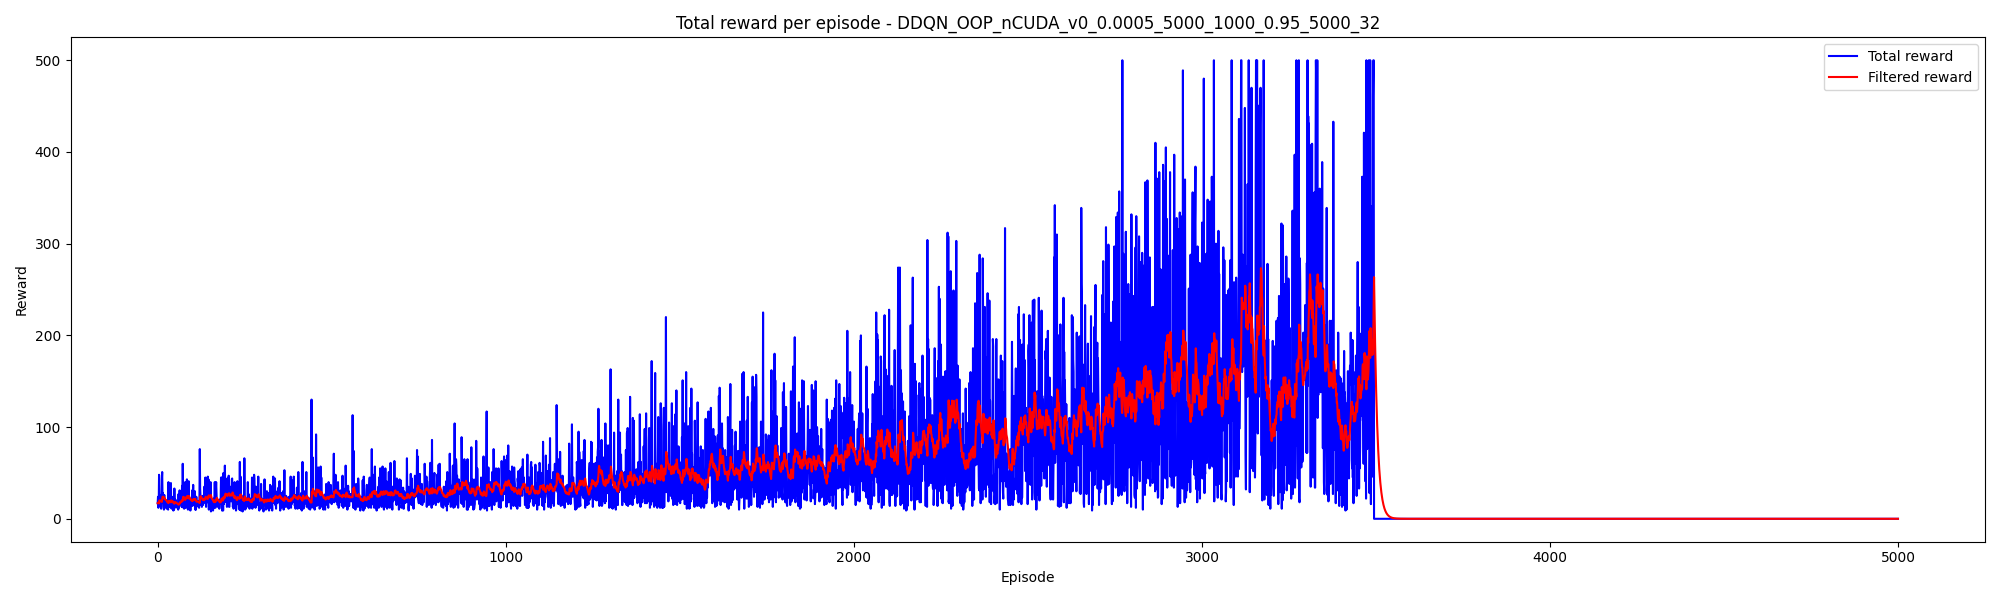 Total reward per episode - DDQN_OOP_nCUDA_v0_0.0005_5000_1000_0.95_5000_32
Total reward
Filtered reward
500
400
300
200
100
0
Reward
0 1000 2000 3000 4000 5000
Episode